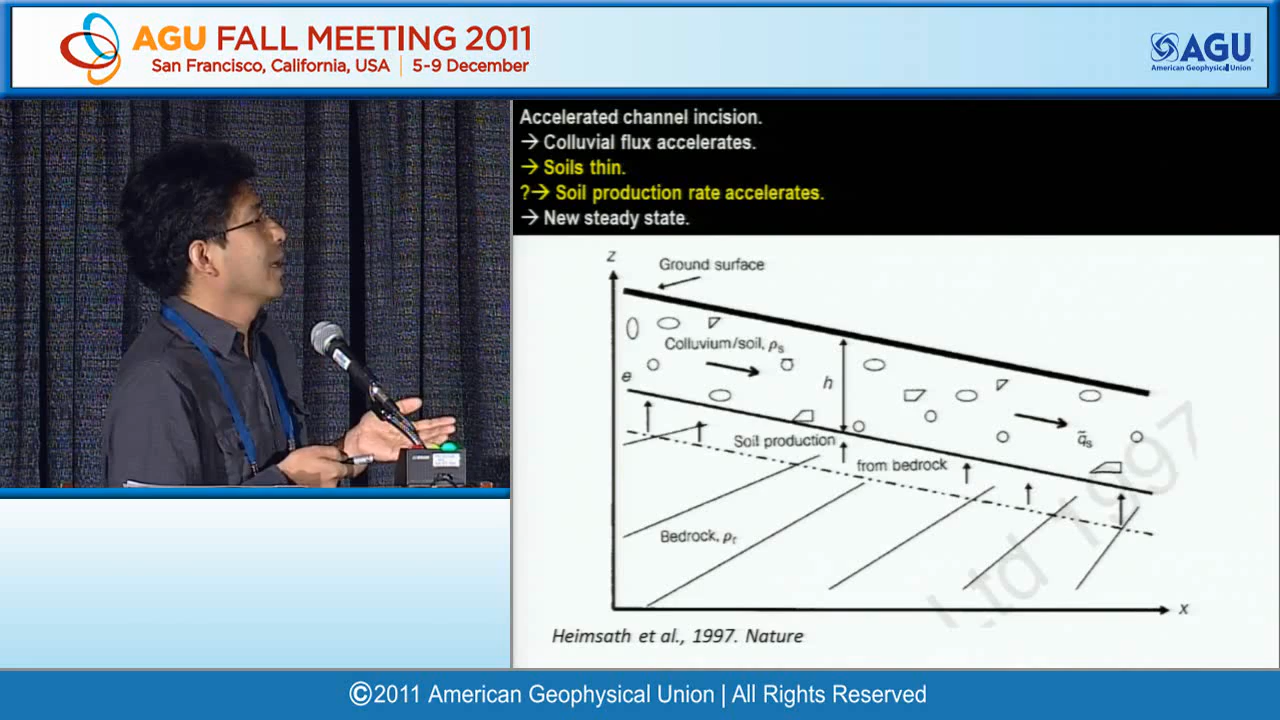 AGU FALL MEETING 2011
San Francisco, California, USA | 5-9 December
AGU
American Geophysical Union
Accelerated channel incision.
→ Colluvial flux accelerates.
→ Soils thin.
?→ Soil production rate accelerates.
→ New steady state.
z
Ground surface
Colluvium/soil, ρs
h
e
q̃s
Soil production
from bedrock
Bedrock, ρr
x
Ltd 1997
Heimsath et al., 1997. Nature
©2011 American Geophysical Union | All Rights Reserved